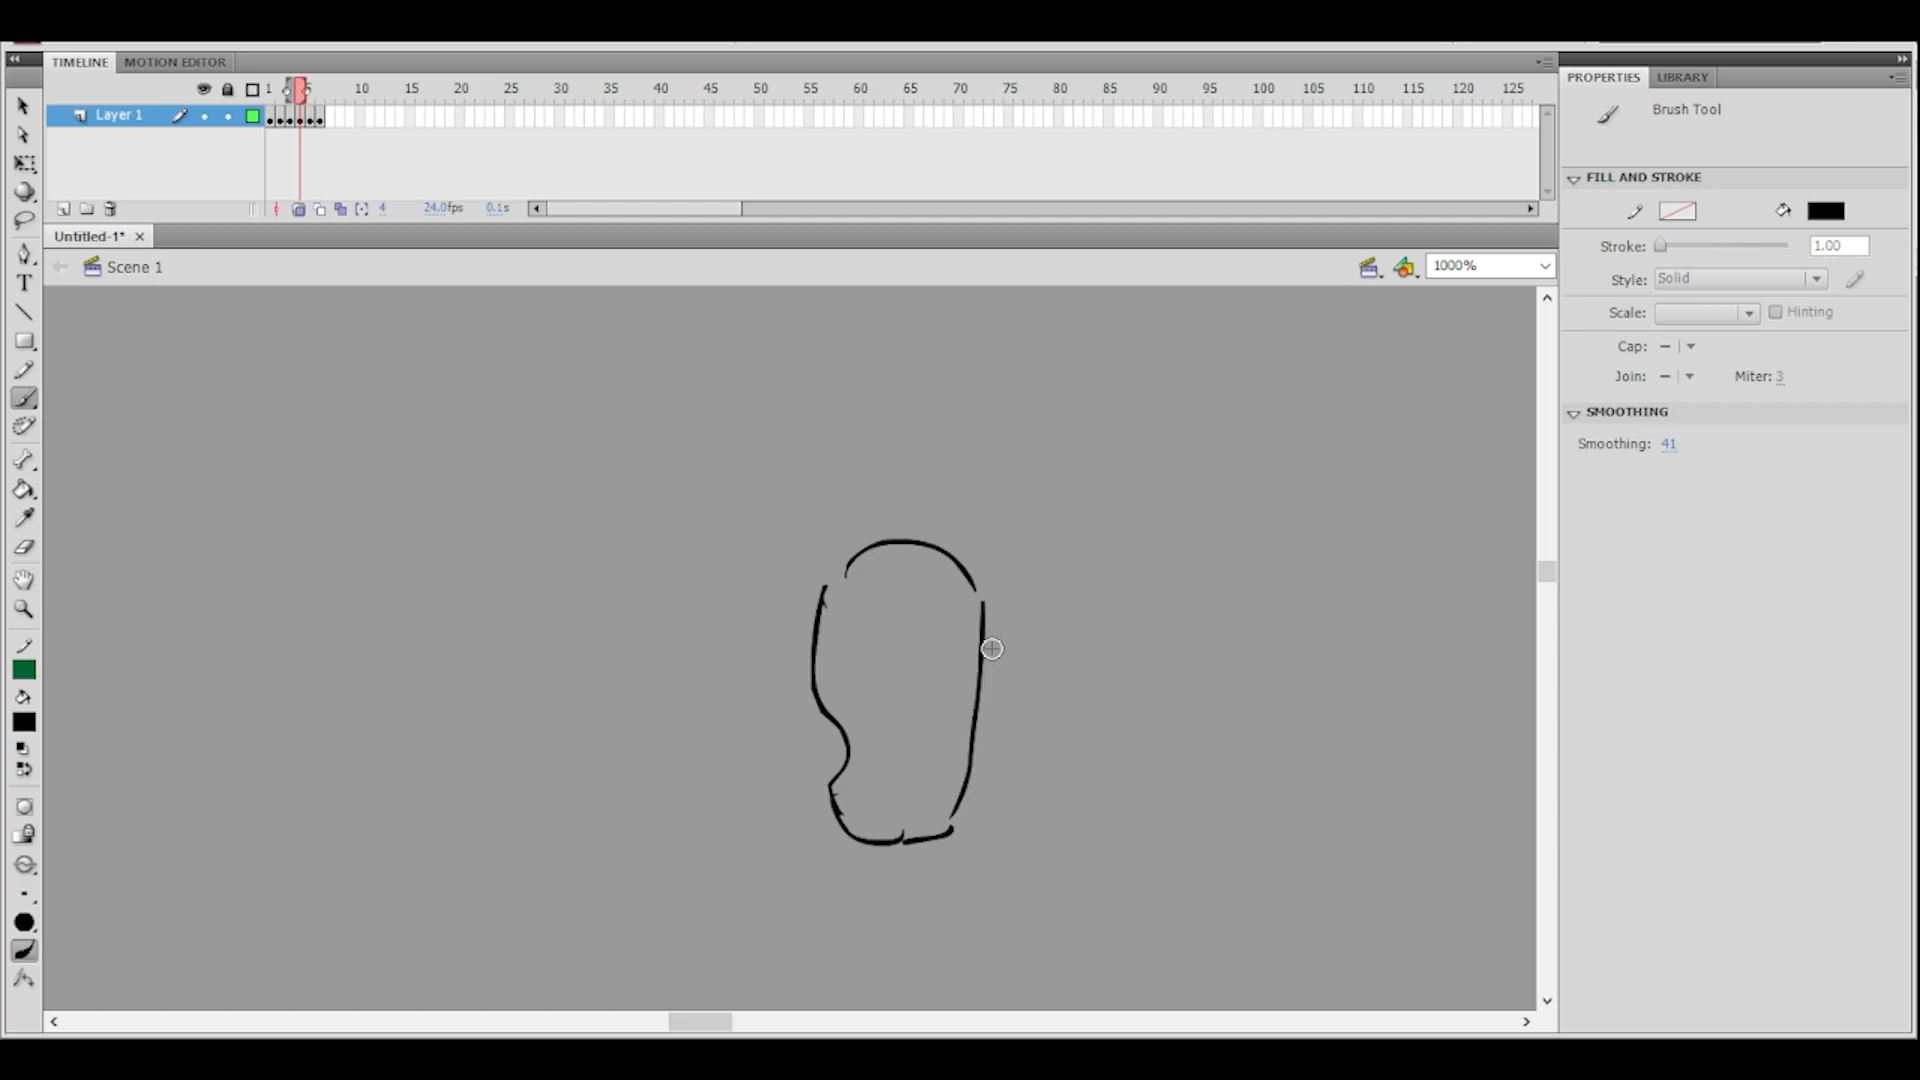 TIMELINE MOTION EDITOR
1 5 10 15 20 25 30 35 40 45 50 55 60 65 70 75 80 85 90 95 100 105 110 115 120 125
Layer 1
4 24.0fps 0.1s
Untitled-1*
Scene 1
1000%
PROPERTIES LIBRARY
Brush Tool
FILL AND STROKE
Stroke: 1.00
Style: Solid
Scale: Hinting
Cap:
Join: Miter: 3
SMOOTHING
Smoothing: 41